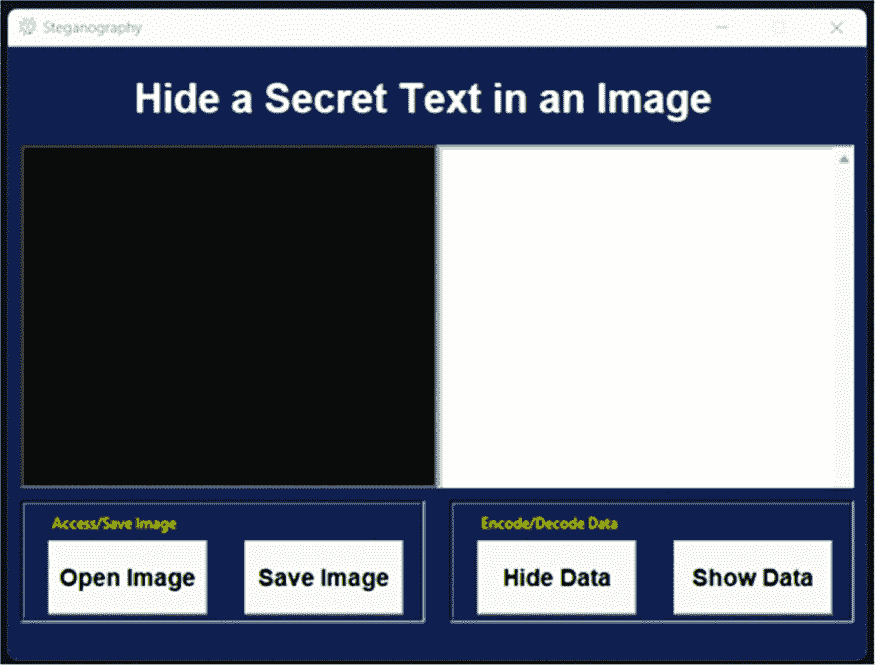 Steganography
Hide a Secret Text in an Image
Access/Save Image
Encode/Decode Data
Open Image
Save Image
Hide Data
Show Data